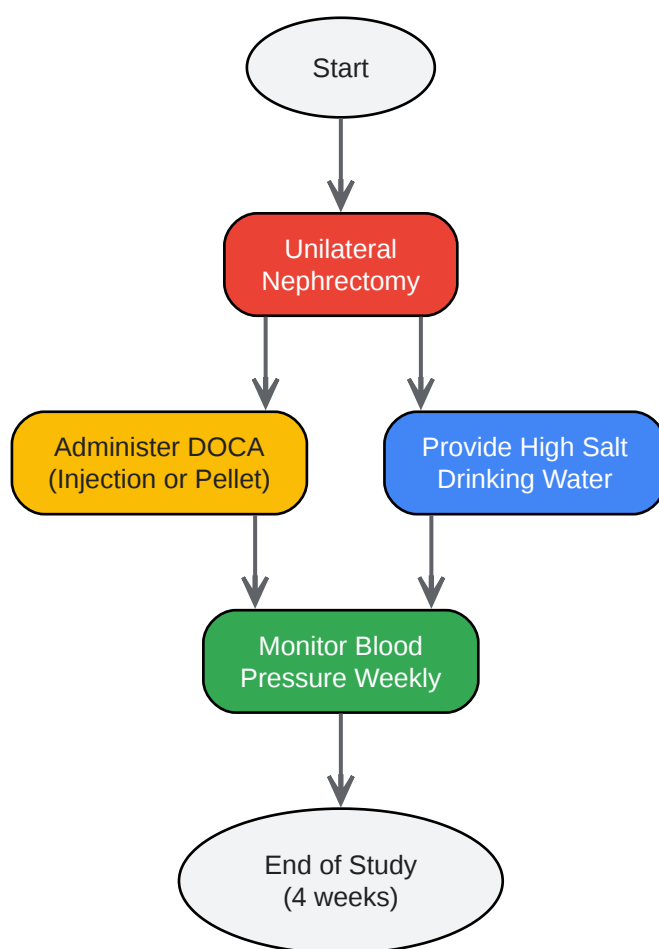 Start
Unilateral
Nephrectomy
Administer DOCA
(Injection or Pellet)
Provide High Salt
Drinking Water
Monitor Blood
Pressure Weekly
End of Study
(4 weeks)